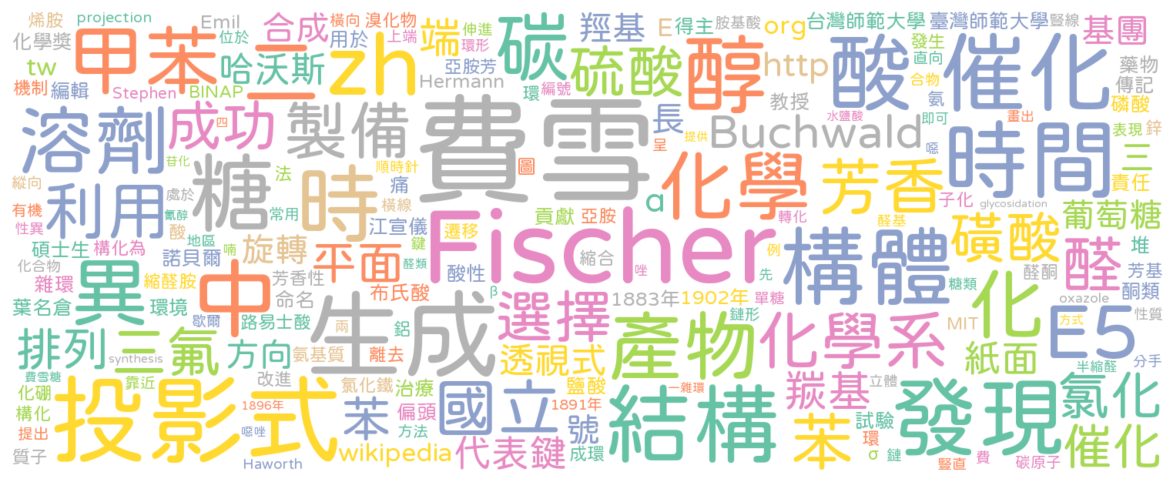 烯胺 projection Emil 合成 橫向 溴化物 端 伸進 碳 羥基 E 得主 胺基酸 org 台灣師範大學 臺灣師範大學 豎線 基團
化學獎 甲苯二 zh 位於 用於 上端 環形 硫酸 醇 酸 發生 直向 催化 藥物
tw 哈沃斯 亞胺芳 http 合物 傳記
機制 編輯 Stephen BINAP Hermann 環 編號 教授 氨 磷酸
溶劑 成功 四 製備 費雪 長 水鹽酸 即可 畫出 表現 鋅
提供 Buchwald 時間 三
糖 苷化 法 順時針 呈 圖 化學 芳香 噁 責任
利用 縱向 處於 時 痛 橫線 α 子化 glycosidation
有機 氰醇 常用 江宣儀 遷移 Fischer 貢獻 亞胺 轉化 磺酸 葡萄糖
性異 酸 地區 鍵 醛基 構體
碩士生 構化為 諾貝爾 旋轉 平面 醛類 縮合 例 醛 堆
化合物 異 中 酸性 唑 先 醛酮 芳基
雜環 縮醛胺 喃 芳香性 布氏酸 β 1883年 1902年 單糖 糖類 化 oxazole 酮類
葉名倉 環境 歇爾 命名 生成 選擇 鏈形 MIT E5 性質
路易士酸 兩 鋁 產物 化學系 方式
排列 三氟 方向 氨基質 離去 透視式 紙面 分手
synthesis 半縮醛
費雪糖 靠近 改進 氯化鐵 治療 鹽酸 一雜環 羰基 立體 氯化
化硼 投影式 苯 偏頭 國立 1891年 結構 苯 發現
構化 1896年 號 試驗
提出 噁唑 方法 環 催化
質子 Haworth wikipedia 代表鍵 成環 σ 鏈 豎直 費 碳原子